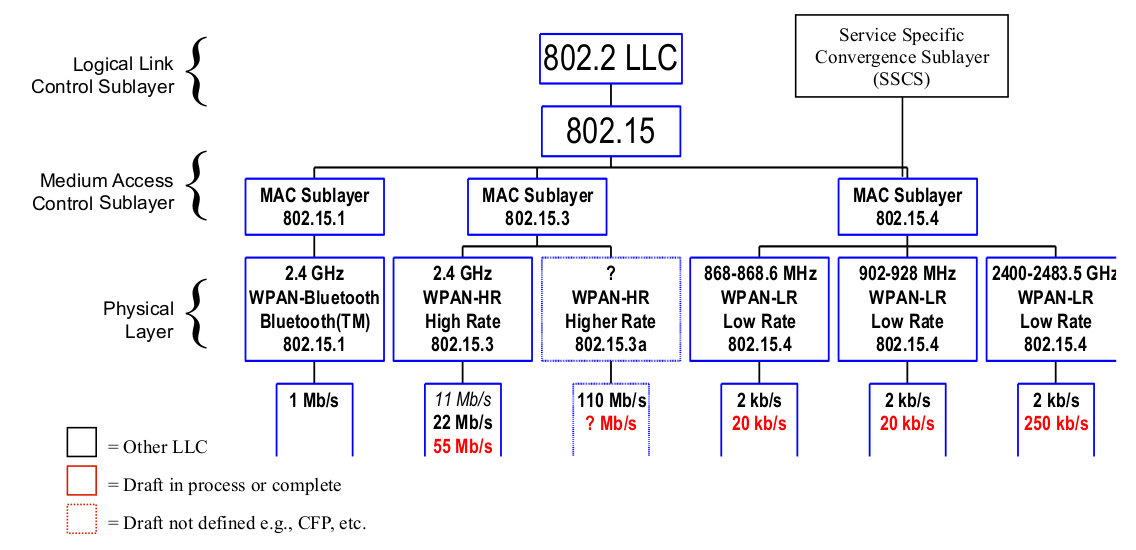 Logical Link
Control Sublayer
802.2 LLC
Service Specific
Convergence Sublayer
(SSCS)
802.15
Medium Access
Control Sublayer
MAC Sublayer
802.15.1
MAC Sublayer
802.15.3
MAC Sublayer
802.15.4
Physical
Layer
2.4 GHz
WPAN-Bluetooth
Bluetooth(TM)
802.15.1
2.4 GHz
WPAN-HR
High Rate
802.15.3
?
WPAN-HR
Higher Rate
802.15.3a
868-868.6 MHz
WPAN-LR
Low Rate
802.15.4
902-928 MHz
WPAN-LR
Low Rate
802.15.4
2400-2483.5 GHz
WPAN-LR
Low Rate
802.15.4
1 Mb/s
11 Mb/s
22 Mb/s
55 Mb/s
110 Mb/s
? Mb/s
2 kb/s
20 kb/s
2 kb/s
20 kb/s
2 kb/s
250 kb/s
= Other LLC
= Draft in process or complete
= Draft not defined e.g., CFP, etc.